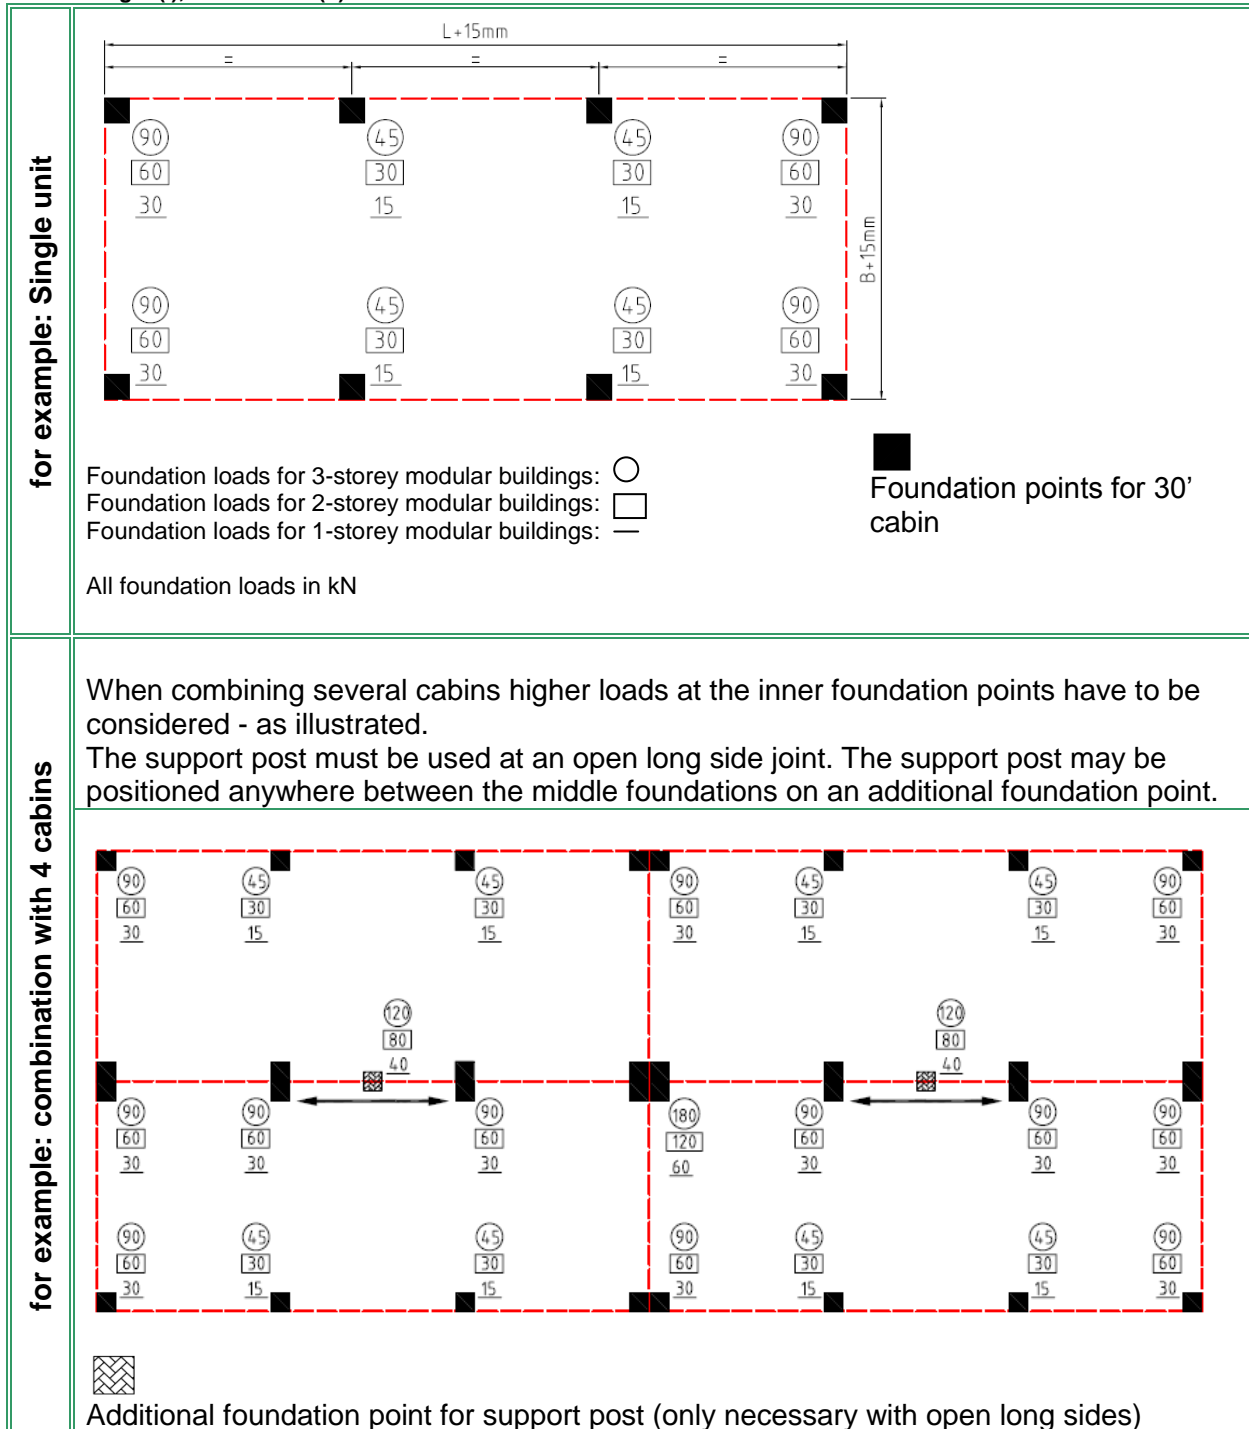 for example: Single unit
L+15mm
= = =
90 45 45 90
60 30 30 60
30 15 15 30
B+15mm
90 45 45 90
60 30 30 60
30 15 15 30
Foundation loads for 3-storey modular buildings:
Foundation loads for 2-storey modular buildings:
Foundation loads for 1-storey modular buildings:
All foundation loads in kN
Foundation points for 30'
cabin
for example: combination with 4 cabins
When combining several cabins higher loads at the inner foundation points have to be
considered - as illustrated.
The support post must be used at an open long side joint. The support post may be
positioned anywhere between the middle foundations on an additional foundation point.
90 45 45 90 45 45 90
60 30 30 60 30 30 60
30 15 15 30 15 15 30
120 120
80 80
40 40
90 90 90 180 90 90 90
60 60 60 120 60 60 60
30 30 30 60 30 30 30
90 45 45 90 45 45 90
60 30 30 60 30 30 60
30 15 15 30 15 15 30
Additional foundation point for support post (only necessary with open long sides)